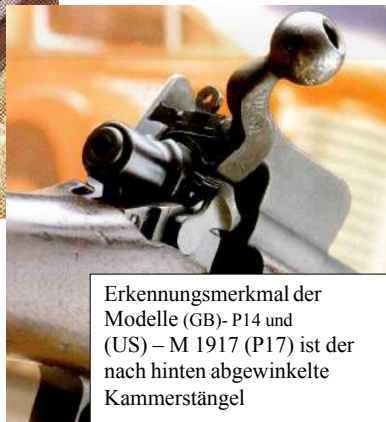 Erkennungsmerkmal der
Modelle (GB)- P14 und
(US) – M 1917 (P17) ist der
nach hinten abgewinkelte
Kammerstängel